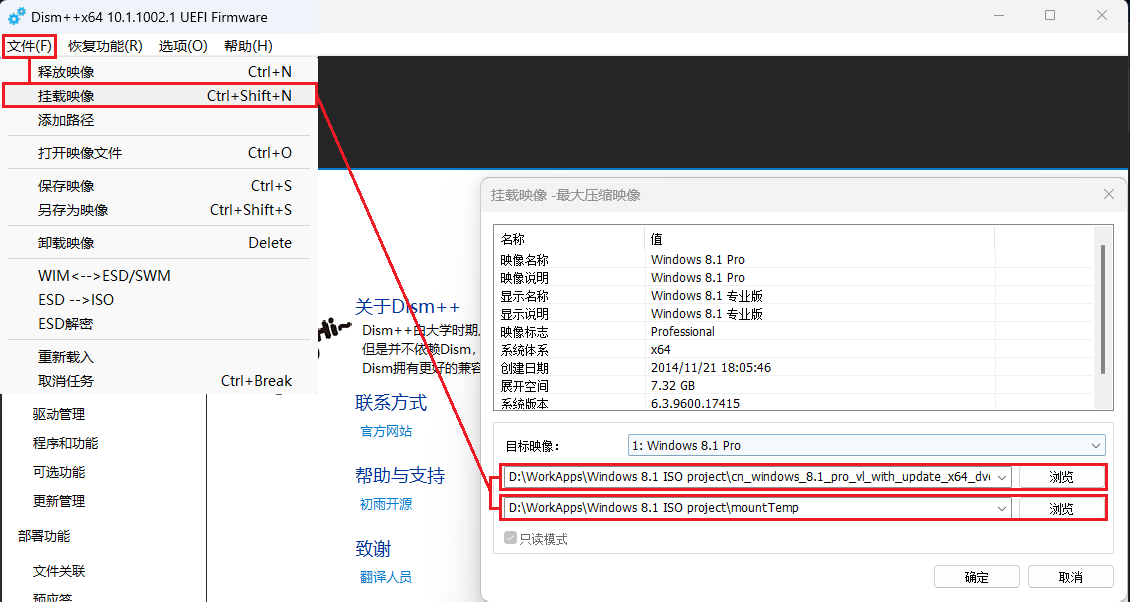 Dism++x64 10.1.1002.1 UEFI Firmware
文件(F) 恢复功能(R) 选项(O) 帮助(H)
释放映像 Ctrl+N
挂载映像 Ctrl+Shift+N
添加路径
打开映像文件 Ctrl+O
保存映像 Ctrl+S
另存为映像 Ctrl+Shift+S
卸载映像 Delete
WIM<-->ESD/SWM
ESD -->ISO
ESD解密
重新载入
取消任务 Ctrl+Break
驱动管理
程序和功能
可选功能
更新管理
部署功能
文件关联
预应答
Hi~
关于Dism++
Dism++由大学时期
但是并不依赖Dism,
Dism拥有更好的兼容
联系方式
官方网站
帮助与支持
初雨开源
致谢
翻译人员
挂载映像 -最大压缩映像
名称 值
映像名称 Windows 8.1 Pro
映像说明 Windows 8.1 Pro
显示名称 Windows 8.1 专业版
显示说明 Windows 8.1 专业版
映像标志 Professional
系统体系 x64
创建日期 2014/11/21 18:05:46
展开空间 7.32 GB
系统版本 6.3.9600.17415
目标映像: 1: Windows 8.1 Pro
D:\WorkApps\Windows 8.1 ISO project\cn_windows_8.1_pro_vl_with_update_x64_dv 浏览
D:\WorkApps\Windows 8.1 ISO project\mountTemp 浏览
只读模式
确定 取消